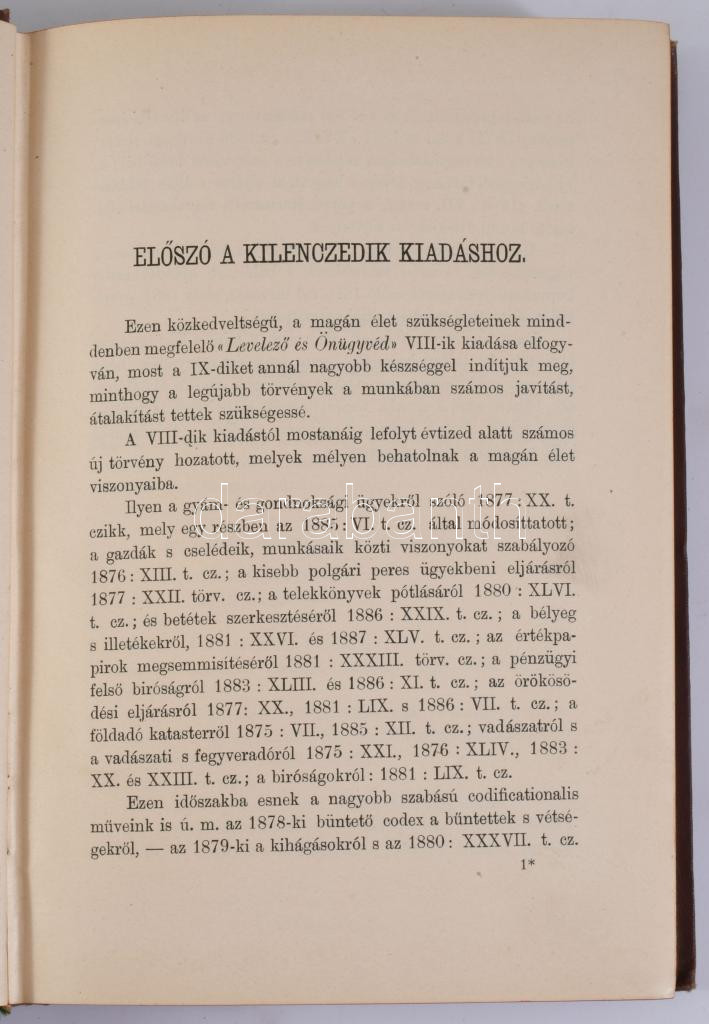 ELŐSZÓ A KILENCZEDIK KIADÁSHOZ.
Ezen közkedveltségű, a magán élet szükségleteinek mind-
denben megfelelő «Levelező és Önügyvéd» VIII-ik kiadása elfogy-
ván, most a IX-diket annál nagyobb készséggel indítjuk meg,
minthogy a legújabb törvények a munkában számos javítást,
átalakítást tettek szükségessé.
A VIII-dik kiadástól mostanáig lefolyt évtized alatt számos
új törvény hozatott, melyek mélyen behatolnak a magán élet
viszonyaiba.
Ilyen a gyám- és gondnoksági ügyekről szóló 1877 : XX. t.
czikk, mely egy részben az 1885 : VI. t. cz. által módosittatott ;
a gazdák s cselédeik, munkásaik közti viszonyokat szabályozó
1876 : XIII. t. cz. ; a kisebb polgári peres ügyekbeni eljárásról
1877 : XXII. törv. cz. ; a telekkönyvek pótlásáról 1880 : XLVI.
t. cz. ; és betétek szerkesztéséről 1886 : XXIX. t. cz. ; a bélyeg
s illetékekről, 1881 : XXVI. és 1887 : XLV. t. cz. ; az értékpa-
pirok megsemmisítéséről 1881 : XXXIII. törv. cz. ; a pénzügyi
felső biróságról 1883 : XLIII. és 1886 : XI. t. cz. ; az örökösö-
dési eljárásról 1877: XX., 1881 : LIX. s 1886 : VII. t. cz. ; a
földadó katasterről 1875 : VII., 1885 : XII. t. cz. ; vadászatról s
a vadászati s fegyveradóról 1875 : XXI., 1876 : XLIV., 1883 :
XX. és XXIII. t. cz. ; a biróságokról : 1881 : LIX. t. cz.
Ezen időszakba esnek a nagyobb szabású codificationalis
műveink is ú. m. az 1878-ki büntető codex a bűntettek s vétsé-
gekről, — az 1879-ki a kihágásokról s az 1880 : XXXVII. t. cz.
1*
darabanth